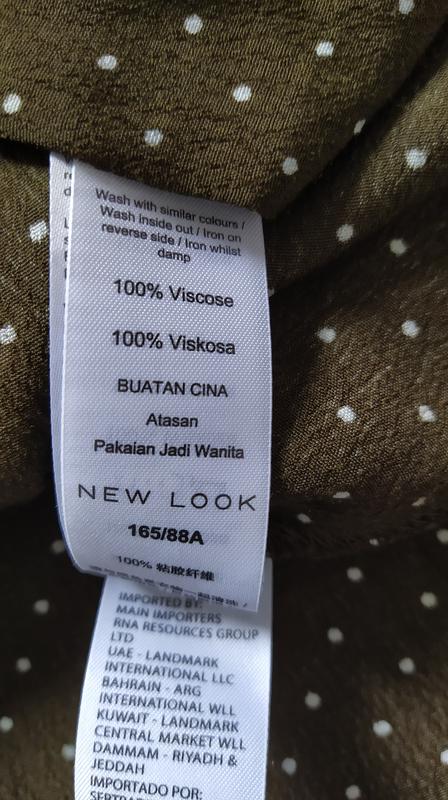 Wash with similar colours /
Wash inside out / Iron on
reverse side / Iron whilst
damp
100% Viscose
100% Viskosa
BUATAN CINA
Atasan
Pakaian Jadi Wanita
NEW LOOK
165/88A
100% 粘胶纤维
IMPORTED BY:
MAIN IMPORTERS
RNA RESOURCES GROUP
LTD
UAE - LANDMARK
INTERNATIONAL LLC
BAHRAIN - ARG
INTERNATIONAL WLL
KUWAIT - LANDMARK
CENTRAL MARKET WLL
DAMMAM - RIYADH &
JEDDAH
IMPORTADO POR: